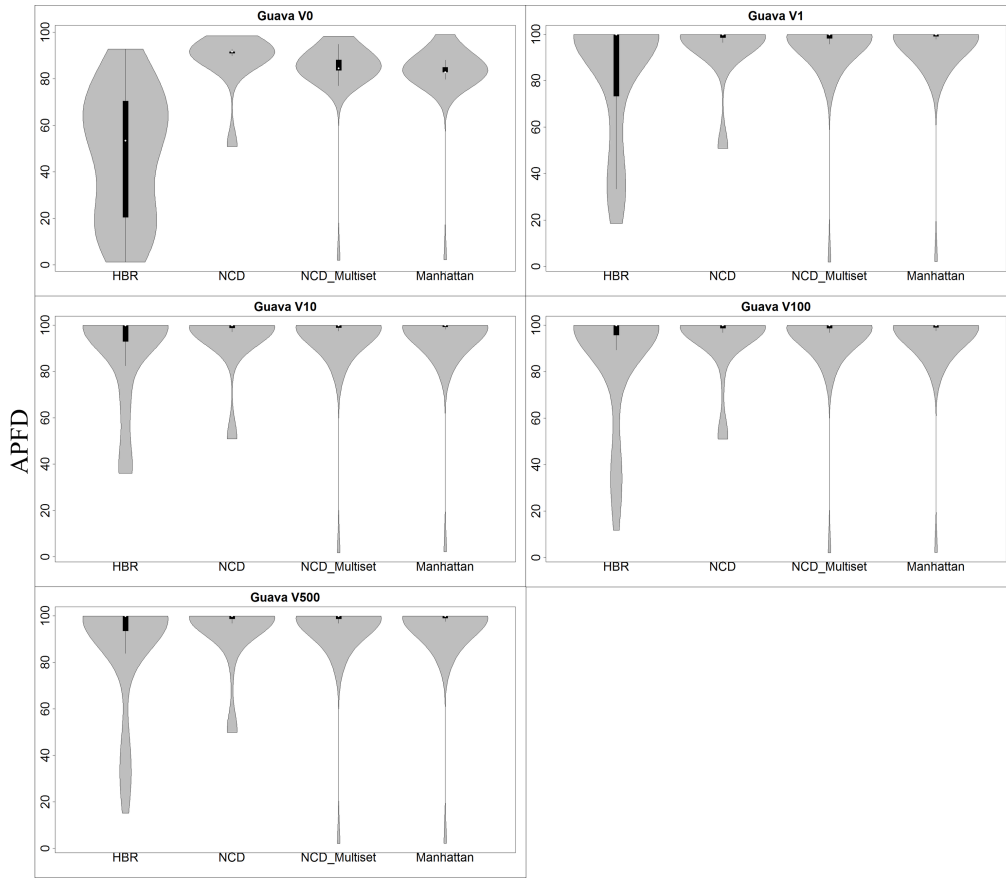 Guava V0
0 20 40 60 80 100
HBR NCD NCD_Multiset Manhattan
Guava V1
0 20 40 60 80 100
HBR NCD NCD_Multiset Manhattan
APFD
Guava V10
0 20 40 60 80 100
HBR NCD NCD_Multiset Manhattan
Guava V100
0 20 40 60 80 100
HBR NCD NCD_Multiset Manhattan
Guava V500
0 20 40 60 80 100
HBR NCD NCD_Multiset Manhattan